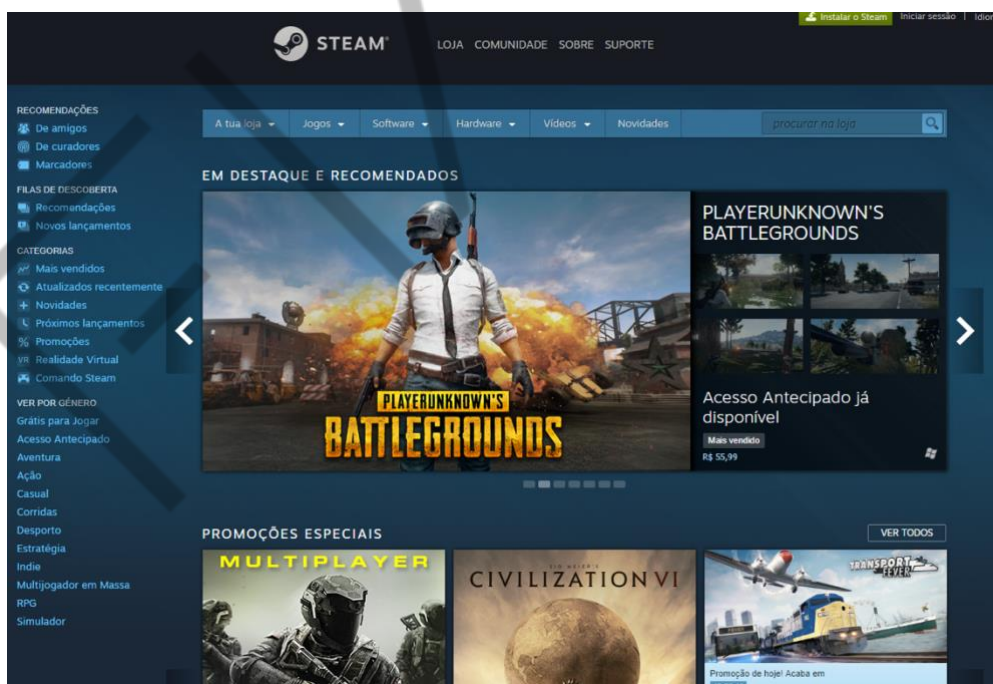 Instalar o Steam
Iniciar sessão | Idion
STEAM
LOJA COMUNIDADE SOBRE SUPORTE
RECOMENDAÇÕES
De amigos
De curadores
Marcadores
FILAS DE DESCOBERTA
Recomendações
Novos lançamentos
CATEGORIAS
Mais vendidos
Atualizados recentemente
Novidades
Próximos lançamentos
Promoções
VR Realidade Virtual
Comando Steam
VER POR GÉNERO
Grátis para Jogar
Acesso Antecipado
Aventura
Ação
Casual
Corridas
Desporto
Estratégia
Indie
Multijogador em Massa
RPG
Simulador
A tua loja
Jogos
Software
Hardware
Vídeos
Novidades
procurar na loja
EM DESTAQUE E RECOMENDADOS
PLAYERUNKNOWN'S
BATTLEGROUNDS
PLAYERUNKNOWN'S
BATTLEGROUNDS
Acesso Antecipado já
disponível
Mais vendido
R$ 55,99
PROMOÇÕES ESPECIAIS
VER TODOS
MULTIPLAYER
SID MEIER'S
CIVILIZATION VI
TRANSPORT
FEVER
Promoção de hoje! Acaba em